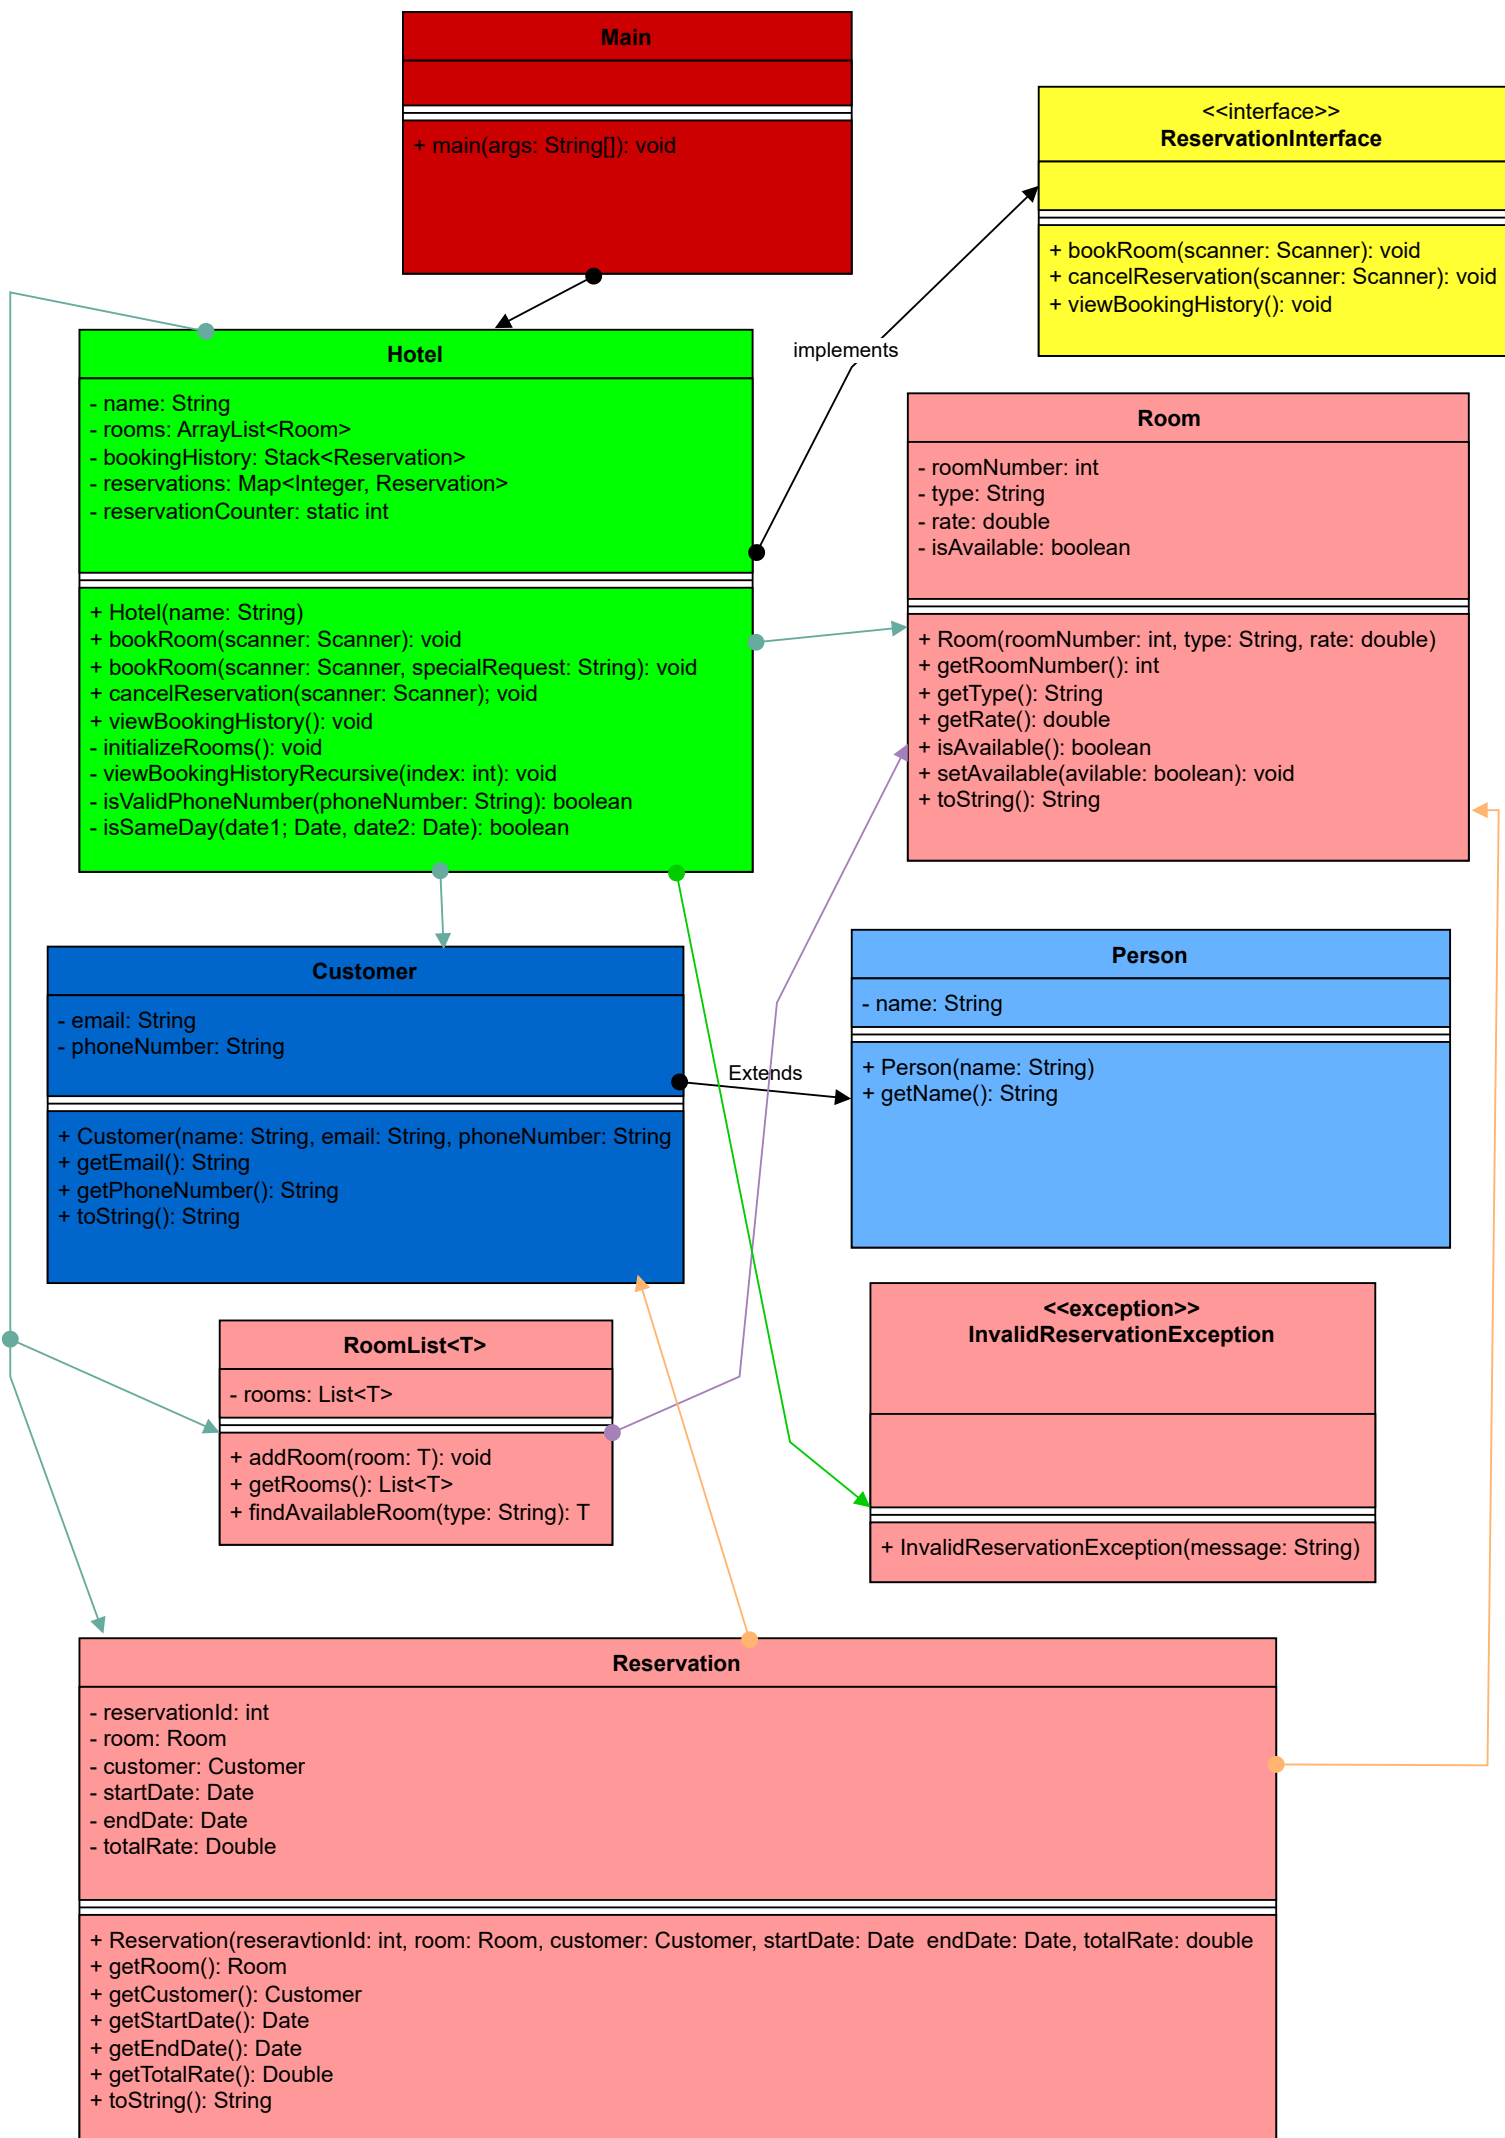 Main
+ main(args: String[]): void
<<interface>>
ReservationInterface
+ bookRoom(scanner: Scanner): void
+ cancelReservation(scanner: Scanner): void
+ viewBookingHistory(): void
implements
Hotel
- name: String
- rooms: ArrayList<Room>
- bookingHistory: Stack<Reservation>
- reservations: Map<Integer, Reservation>
- reservationCounter: static int
+ Hotel(name: String)
+ bookRoom(scanner: Scanner): void
+ bookRoom(scanner: Scanner, specialRequest: String): void
+ cancelReservation(scanner: Scanner); void
+ viewBookingHistory(): void
- initializeRooms(): void
- viewBookingHistoryRecursive(index: int): void
- isValidPhoneNumber(phoneNumber: String): boolean
- isSameDay(date1; Date, date2: Date): boolean
Room
- roomNumber: int
- type: String
- rate: double
- isAvailable: boolean
+ Room(roomNumber: int, type: String, rate: double)
+ getRoomNumber(): int
+ getType(): String
+ getRate(): double
+ isAvailable(): boolean
+ setAvailable(avilable: boolean): void
+ toString(): String
Customer
- email: String
- phoneNumber: String
+ Customer(name: String, email: String, phoneNumber: String
+ getEmail(): String
+ getPhoneNumber(): String
+ toString(): String
Extends
Person
- name: String
+ Person(name: String)
+ getName(): String
RoomList<T>
- rooms: List<T>
+ addRoom(room: T): void
+ getRooms(): List<T>
+ findAvailableRoom(type: String): T
<<exception>>
InvalidReservationException
+ InvalidReservationException(message: String)
Reservation
- reservationId: int
- room: Room
- customer: Customer
- startDate: Date
- endDate: Date
- totalRate: Double
+ Reservation(reseravtionId: int, room: Room, customer: Customer, startDate: Date  endDate: Date, totalRate: double
+ getRoom(): Room
+ getCustomer(): Customer
+ getStartDate(): Date
+ getEndDate(): Date
+ getTotalRate(): Double
+ toString(): String